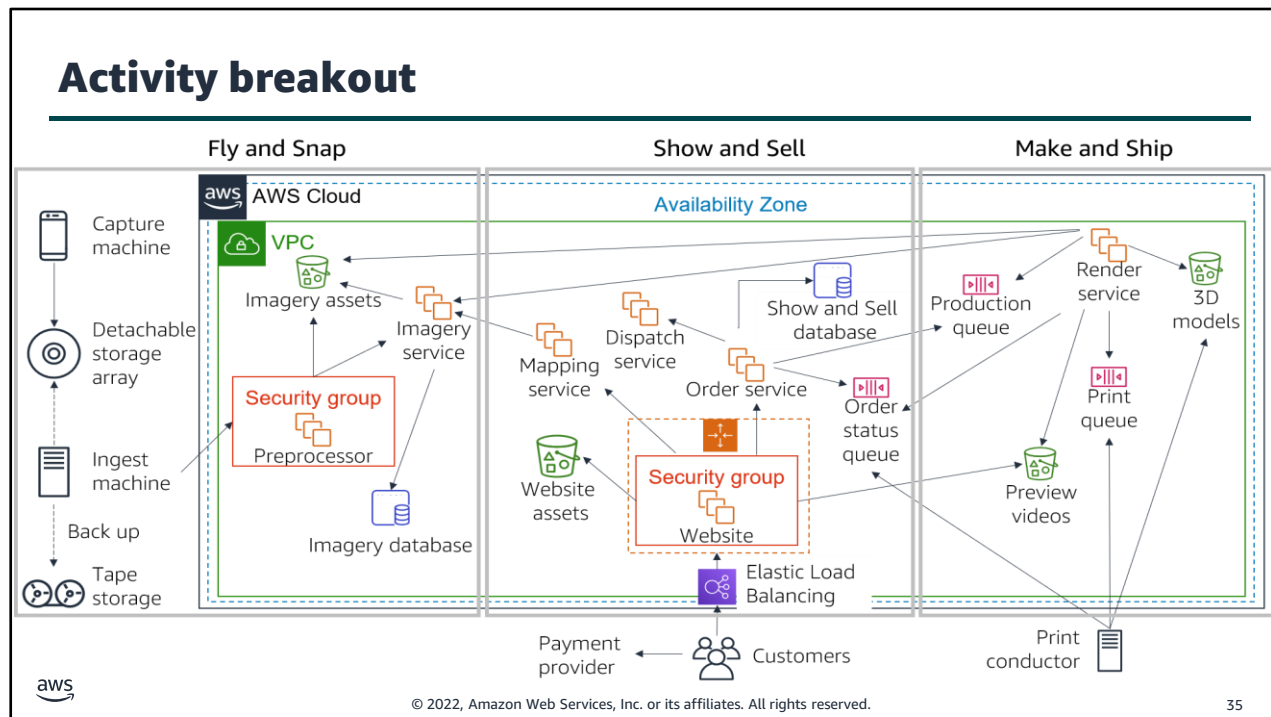 Activity breakout
Fly and Snap
Show and Sell
Make and Ship
aws
AWS Cloud
Availability Zone
VPC
Capture
machine
Detachable
storage
array
Ingest
machine
Back up
Tape
storage
Imagery assets
Imagery
service
Security group
Preprocessor
Imagery database
Mapping
service
Dispatch
service
Show and Sell
database
Order service
Order
status
queue
Website
assets
Security group
Website
Elastic Load
Balancing
Production
queue
Render
service
3D
models
Print
queue
Preview
videos
Payment
provider
Customers
Print
conductor
aws
© 2022, Amazon Web Services, Inc. or its affiliates. All rights reserved.
35